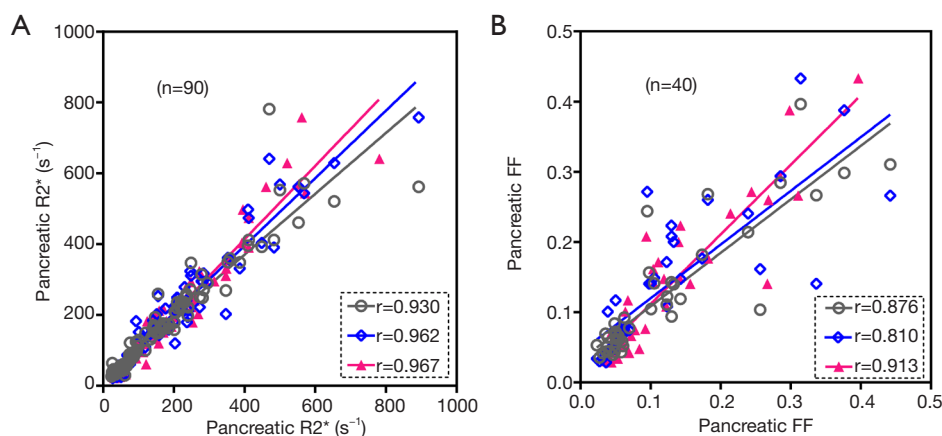 A
1000
800
600
400
200
0
Pancreatic R2* (s⁻¹)
(n=90)
r=0.930
r=0.962
r=0.967
0 200 400 600 800 1000
Pancreatic R2* (s⁻¹)
B
0.5
0.4
0.3
0.2
0.1
0.0
Pancreatic FF
(n=40)
r=0.876
r=0.810
r=0.913
0.0 0.1 0.2 0.3 0.4 0.5
Pancreatic FF